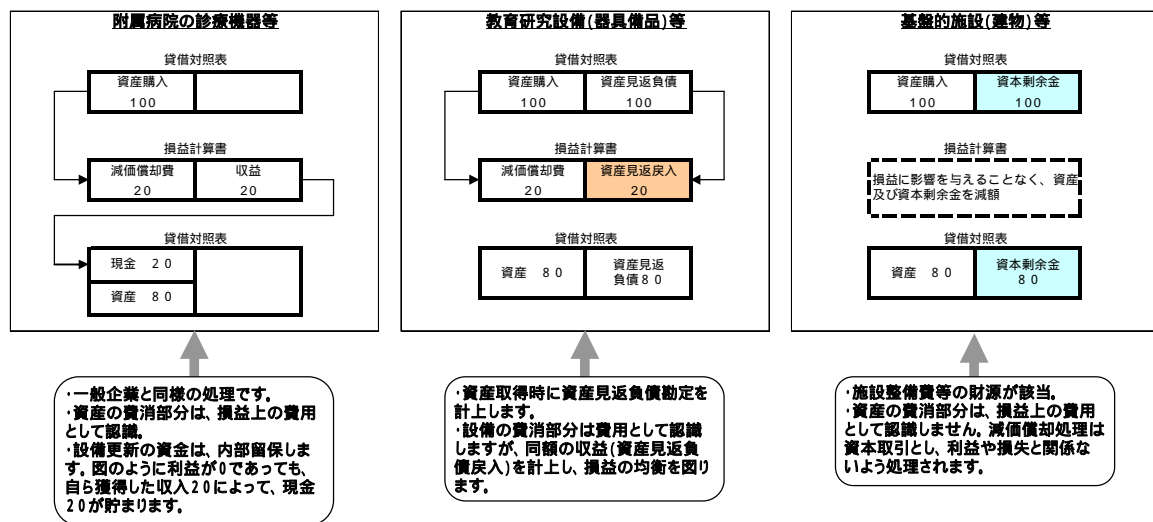 附属病院の診療機器等
貸借対照表
資産購入
100
損益計算書
減価償却費
20
収益
20
貸借対照表
現金 20
資産 80
・一般企業と同様の処理です。
・資産の費消部分は、損益上の費用
として認識。
・設備更新の資金は、内部留保しま
す。図のように利益が0であっても、
自ら獲得した収入20によって、現金
20が貯まります。
教育研究設備(器具備品)等
貸借対照表
資産購入
100
資産見返負債
100
損益計算書
減価償却費
20
資産見返戻入
20
貸借対照表
資産 80
資産見返
負債80
・資産取得時に資産見返負債勘定を
計上します。
・設備の費消部分は費用として認識
しますが、同額の収益(資産見返負
債戻入)を計上し、損益の均衡を図り
ます。
基盤的施設(建物)等
貸借対照表
資産購入
100
資本剰余金
100
損益計算書
損益に影響を与えることなく、資産
及び資本剰余金を減額
貸借対照表
資産 80
資本剰余金
80
・施設整備費等の財源が該当。
・資産の費消部分は、損益上の費用
として認識しません。減価償却処理は
資本取引とし、利益や損失と関係な
いよう処理されます。